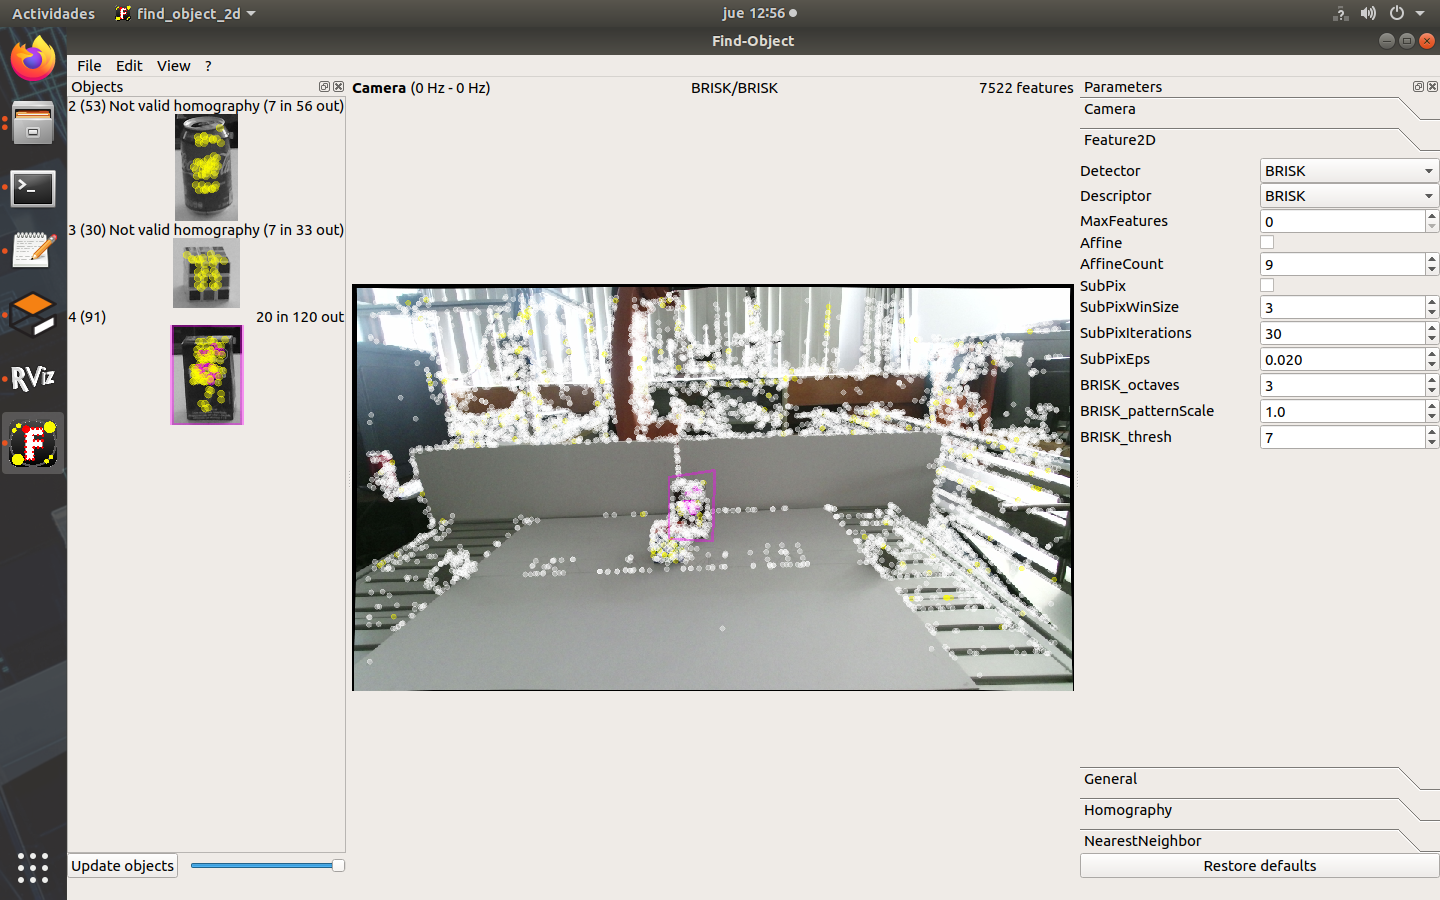 Actividades find_object_2d jue 12:56
Find-Object
File Edit View ?
Objects
2 (53) Not valid homography (7 in 56 out)
3 (30) Not valid homography (7 in 33 out)
4 (91) 20 in 120 out
Update objects
Camera (0 Hz - 0 Hz) BRISK/BRISK 7522 features
Parameters
Camera
Feature2D
Detector BRISK
Descriptor BRISK
MaxFeatures 0
Affine
AffineCount 9
SubPix
SubPixWinSize 3
SubPixIterations 30
SubPixEps 0.020
BRISK_octaves 3
BRISK_patternScale 1.0
BRISK_thresh 7
General
Homography
NearestNeighbor
Restore defaults
RViz
F